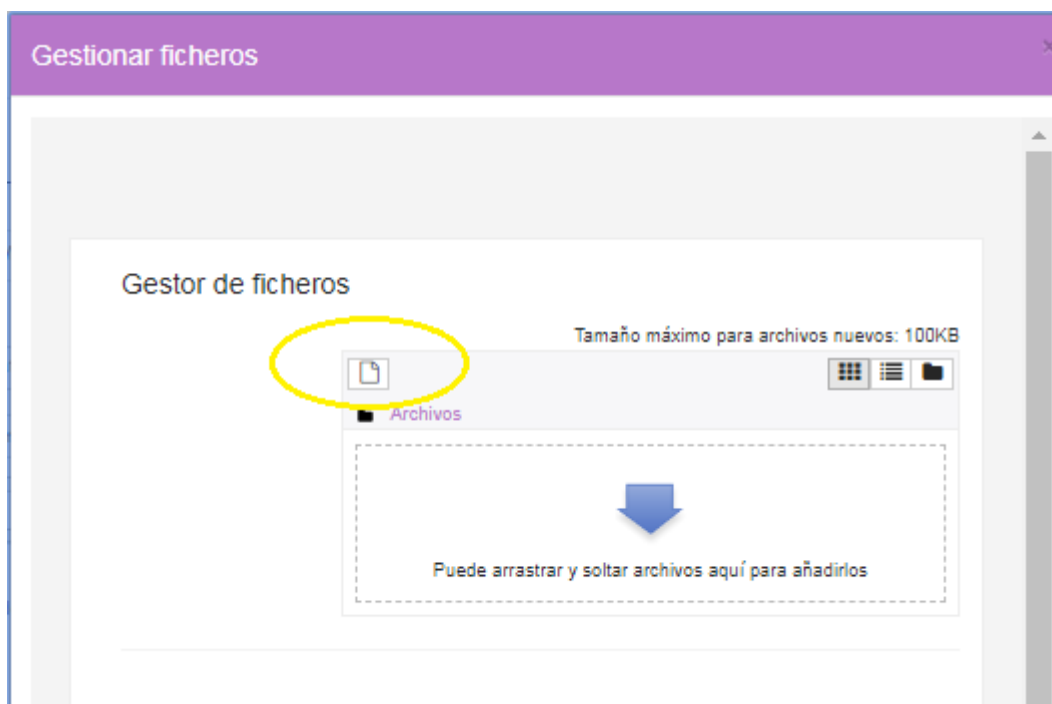 Gestionar ficheros
Gestor de ficheros
Tamaño máximo para archivos nuevos: 100KB
Archivos
Puede arrastrar y soltar archivos aquí para añadirlos